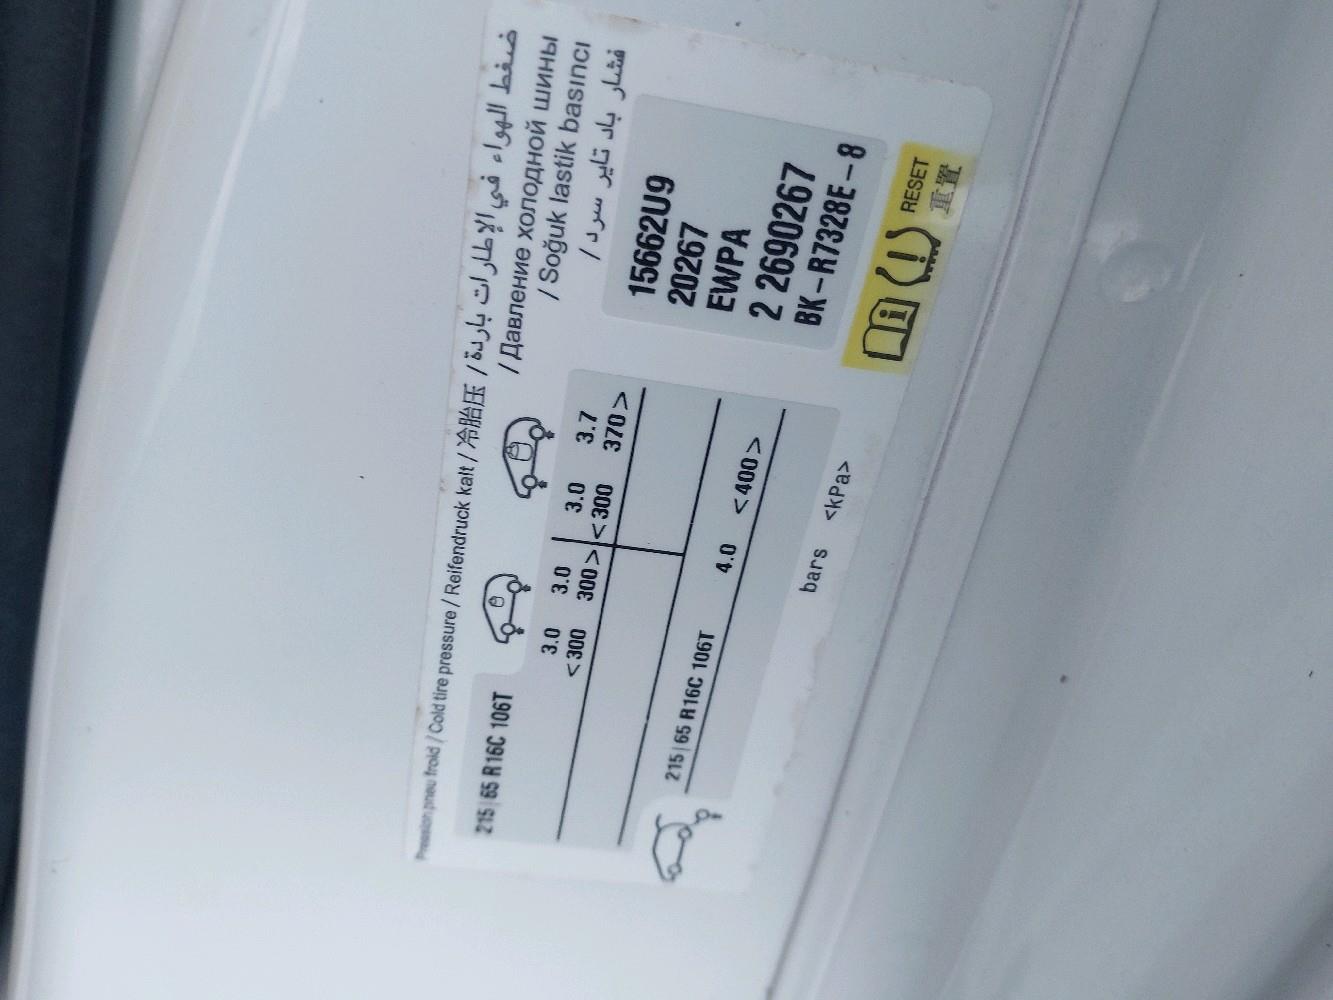 Pression pneu froid / Cold tire pressure / Reifendruck kalt / 冷胎压 / ضغط الهواء في الإطارات باردة
/ Давление холодной шины
/ Soğuk lastik basıncı
/ فشار باد تایر سرد
215|65 R16C 106T
3.0 3.0 3.0 3.7
<300 300> <300 370>
215|65 R16C 106T 4.0 <400>
bars <kPa>
15662U9
20267
EWPA
2 2690267
BK-R7328E-8
RESET
重置